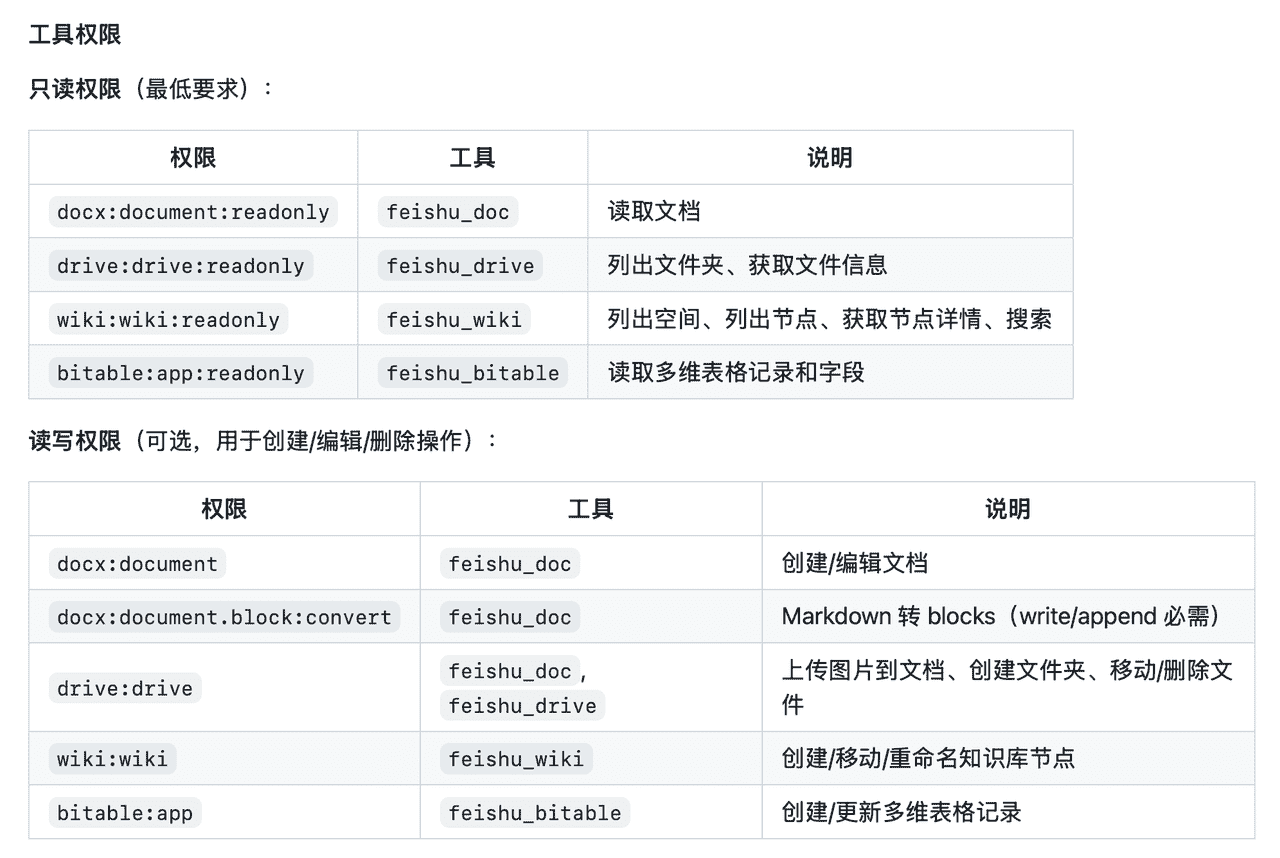 工具权限
只读权限（最低要求）：
权限 工具 说明
docx:document:readonly feishu_doc 读取文档
drive:drive:readonly feishu_drive 列出文件夹、获取文件信息
wiki:wiki:readonly feishu_wiki 列出空间、列出节点、获取节点详情、搜索
bitable:app:readonly feishu_bitable 读取多维表格记录和字段
读写权限（可选，用于创建/编辑/删除操作）：
权限 工具 说明
docx:document feishu_doc 创建/编辑文档
docx:document.block:convert feishu_doc Markdown 转 blocks（write/append 必需）
drive:drive feishu_doc, 上传图片到文档、创建文件夹、移动/删除文
feishu_drive 件
wiki:wiki feishu_wiki 创建/移动/重命名知识库节点
bitable:app feishu_bitable 创建/更新多维表格记录